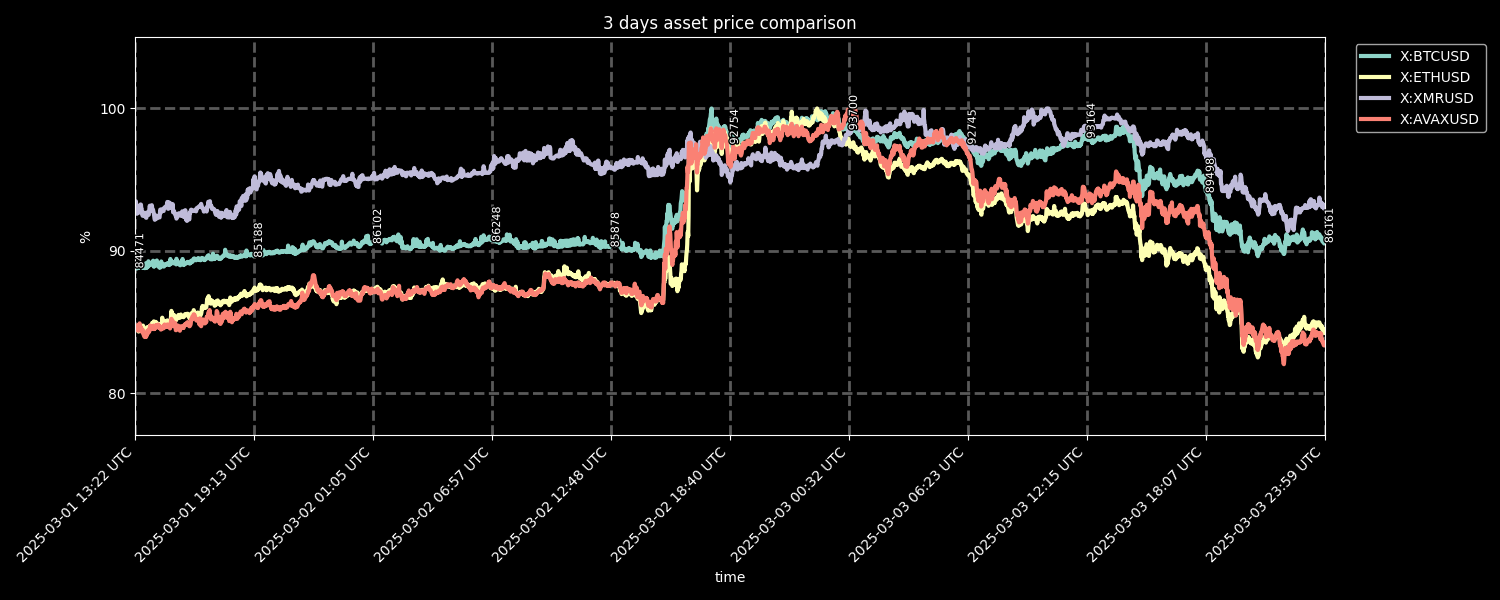 3 days asset price comparison
X:BTCUSD
X:ETHUSD
X:XMRUSD
X:AVAXUSD
%
100
90
80
84471
85188
86102
86248
85878
92754
93700
92745
93164
89498
86161
2025-03-01 13:22 UTC
2025-03-01 19:13 UTC
2025-03-02 01:05 UTC
2025-03-02 06:57 UTC
2025-03-02 12:48 UTC
2025-03-02 18:40 UTC
2025-03-03 00:32 UTC
2025-03-03 06:23 UTC
2025-03-03 12:15 UTC
2025-03-03 18:07 UTC
2025-03-03 23:59 UTC
time